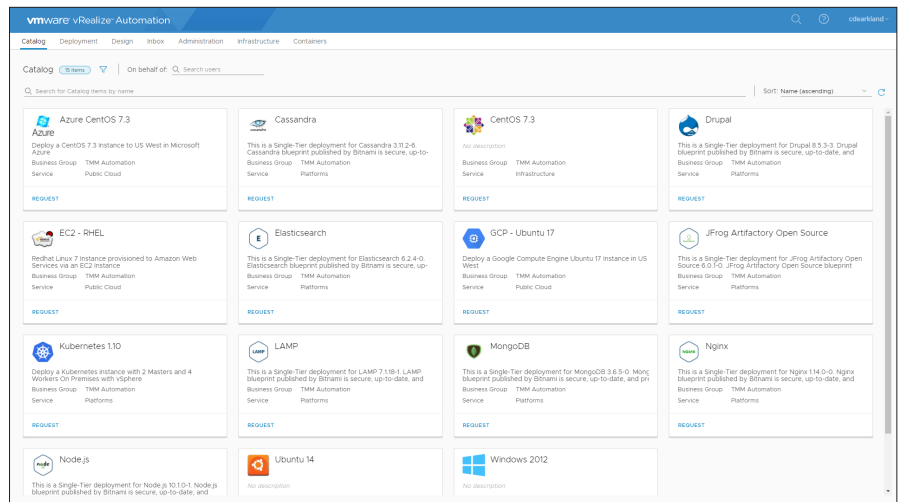 vmware vRealize Automation
cdearkland
Catalog Deployment Design Inbox Administration Infrastructure Containers
Catalog 15 items On behalf of: Search users
Search for Catalog items by name Sort: Name (ascending)
Azure CentOS 7.3
Azure
Deploy a CentOS 7.3 Instance to US West in Microsoft
Azure
Business Group TMM Automation
Service Public Cloud
REQUEST
Cassandra
cassandra
This is a Single-Tier deployment for Cassandra 3.11.2-6.
Cassandra blueprint published by Bitnami is secure, up-to-
Business Group TMM Automation
Service Platforms
REQUEST
CentOS 7.3
No description
Business Group TMM Automation
Service Infrastructure
REQUEST
Drupal
This is a Single-Tier deployment for Drupal 8.5.3-3. Drupal
blueprint published by Bitnami is secure, up-to-date, and
Business Group TMM Automation
Service Platforms
REQUEST
EC2 - RHEL
Redhat Linux 7 Instance provisioned to Amazon Web
Services via an EC2 Instance
Business Group TMM Automation
Service Public Cloud
REQUEST
E
Elasticsearch
This is a Single-Tier deployment for Elasticsearch 6.2.4-0.
Elasticsearch blueprint published by Bitnami is secure, up-
Business Group TMM Automation
Service Platforms
REQUEST
GCP - Ubuntu 17
Deploy a Google Compute Engine Ubuntu 17 Instance in US
West
Business Group TMM Automation
Service Public Cloud
REQUEST
JFrog Artifactory Open Source
This is a Single-Tier deployment for JFrog Artifactory Open
Source 6.0.1-0. JFrog Artifactory Open Source blueprint
Business Group TMM Automation
Service Platforms
REQUEST
Kubernetes 1.10
Deploy a Kubernetes Instance with 2 Masters and 4
Workers On Premises with vSphere
Business Group TMM Automation
Service Platforms
REQUEST
LAMP
LAMP
This is a Single-Tier deployment for LAMP 7.1.18-1. LAMP
blueprint published by Bitnami is secure, up-to-date, and
Business Group TMM Automation
Service Platforms
REQUEST
MongoDB
This is a Single-Tier deployment for MongoDB 3.6.5-0. Mong
blueprint published by Bitnami is secure, up-to-date, and pre
Business Group TMM Automation
Service Platforms
REQUEST
Nginx
NGINX
This is a Single-Tier deployment for Nginx 1.14.0-0. Nginx
blueprint published by Bitnami is secure, up-to-date, and
Business Group TMM Automation
Service Platforms
REQUEST
Node.js
node
This is a Single-Tier deployment for Node.js 10.1.0-1. Node.js
blueprint published by Bitnami is secure, up-to-date, and
Ubuntu 14
No description
Windows 2012
No description